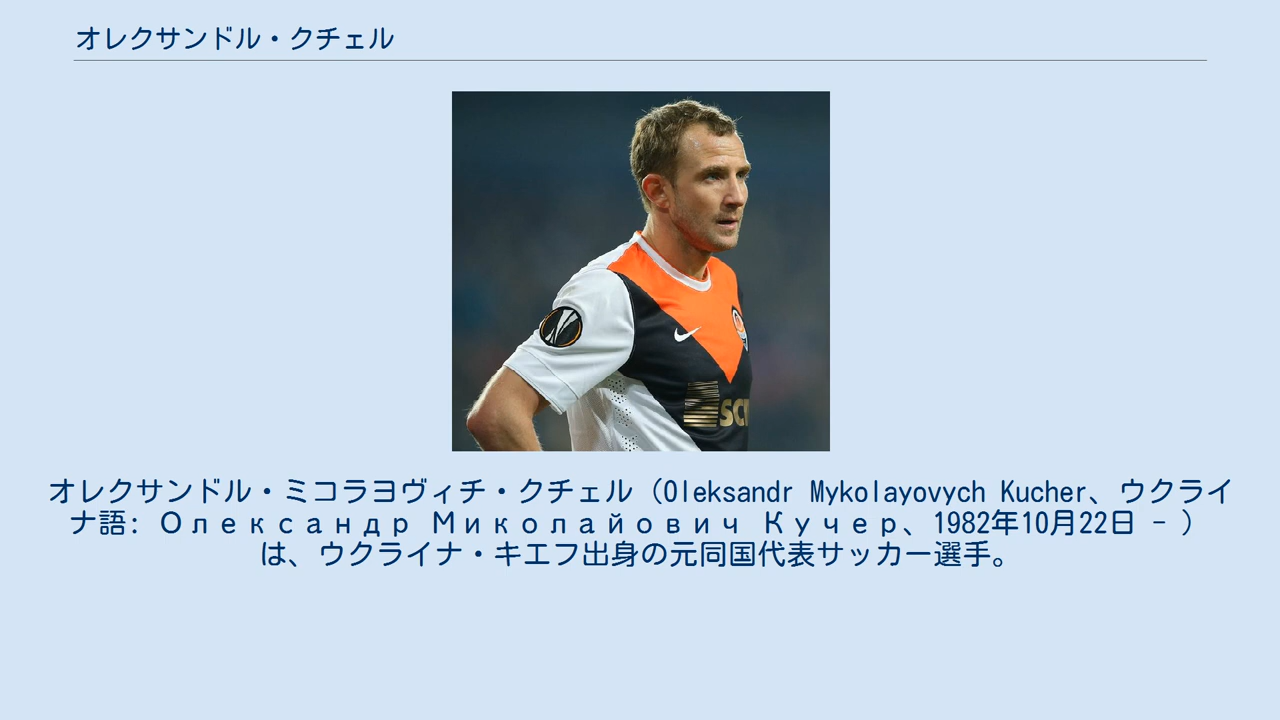 オレクサンドル・クチェル
SC
オレクサンドル・ミコラヨヴィチ・クチェル（Oleksandr Mykolayovych Kucher、ウクライ
ナ語: Олександр Миколайович Кучер、1982年10月22日 - ）
は、ウクライナ・キエフ出身の元同国代表サッカー選手。